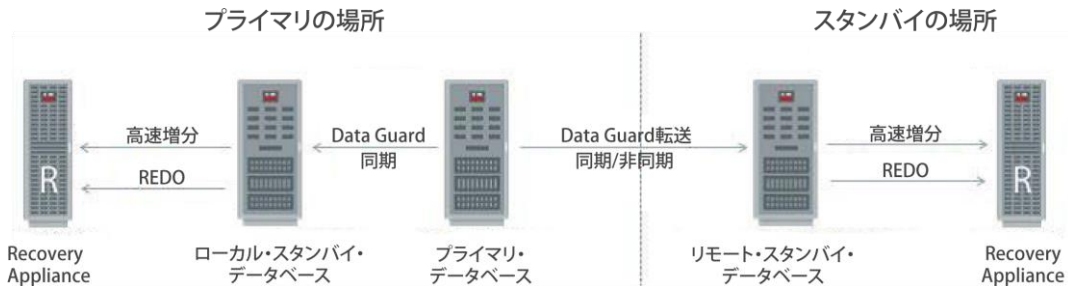 プライマリの場所
スタンバイの場所
高速増分
REDO
Data Guard
同期
Data Guard転送
同期/非同期
高速増分
REDO
R
R
Recovery
Appliance
ローカル・スタンバイ・
データベース
プライマリ・
データベース
リモート・スタンバイ・
データベース
Recovery
Appliance